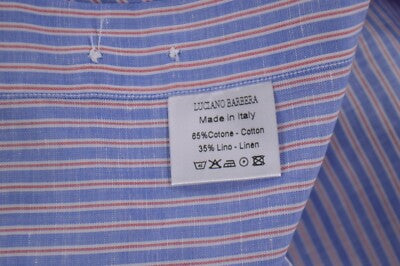 LUCIANO BARBERA
Made in Italy
65%Cotone - Cotton
35% Lino - Linen